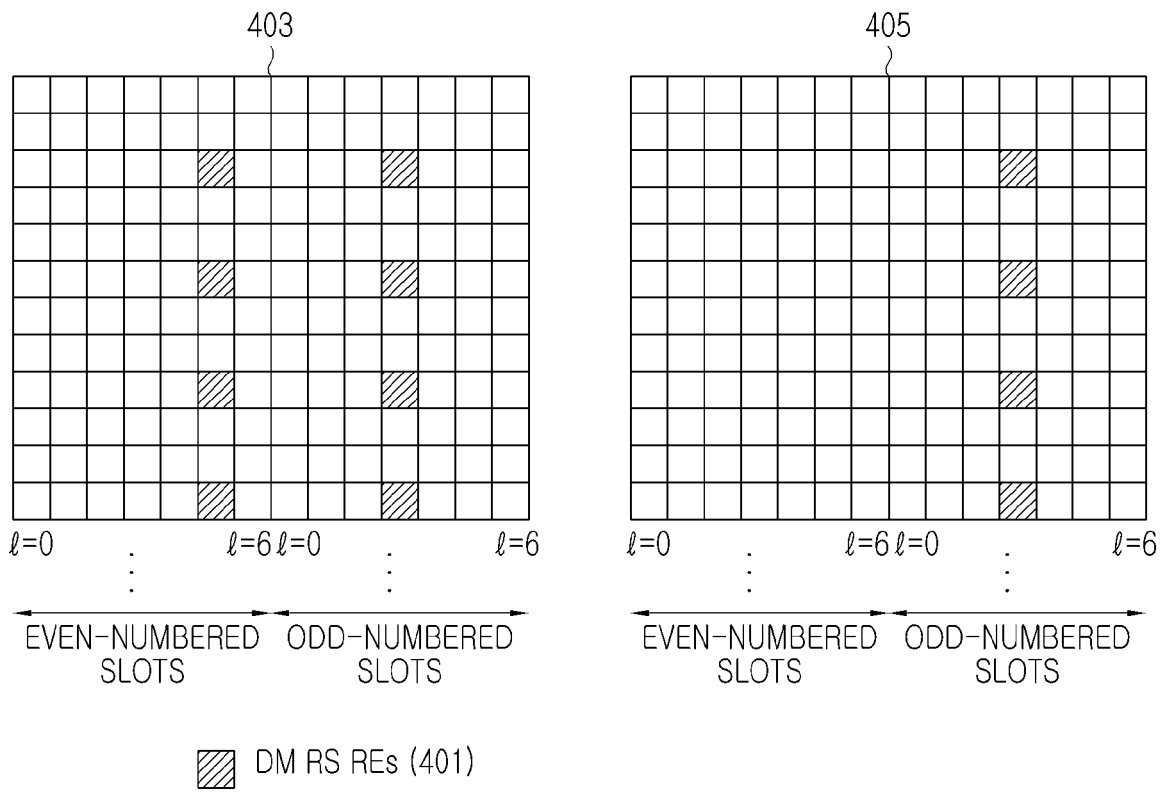 403
405
ℓ=0 ℓ=6 ℓ=0 ℓ=6
ℓ=0 ℓ=6 ℓ=0 ℓ=6
EVEN-NUMBERED SLOTS
ODD-NUMBERED SLOTS
EVEN-NUMBERED SLOTS
ODD-NUMBERED SLOTS
DM RS REs (401)